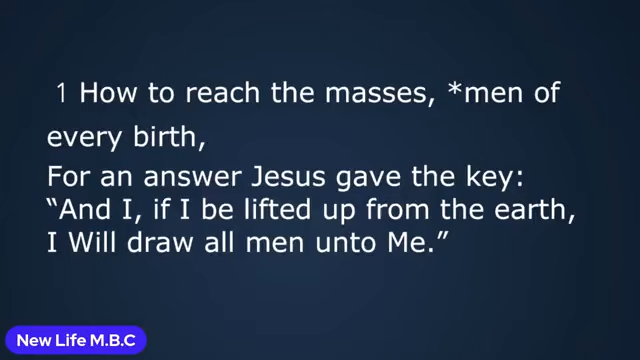 1 How to reach the masses, *men of
every birth,
For an answer Jesus gave the key:
“And I, if I be lifted up from the earth,
I Will draw all men unto Me.”
New Life M.B.C